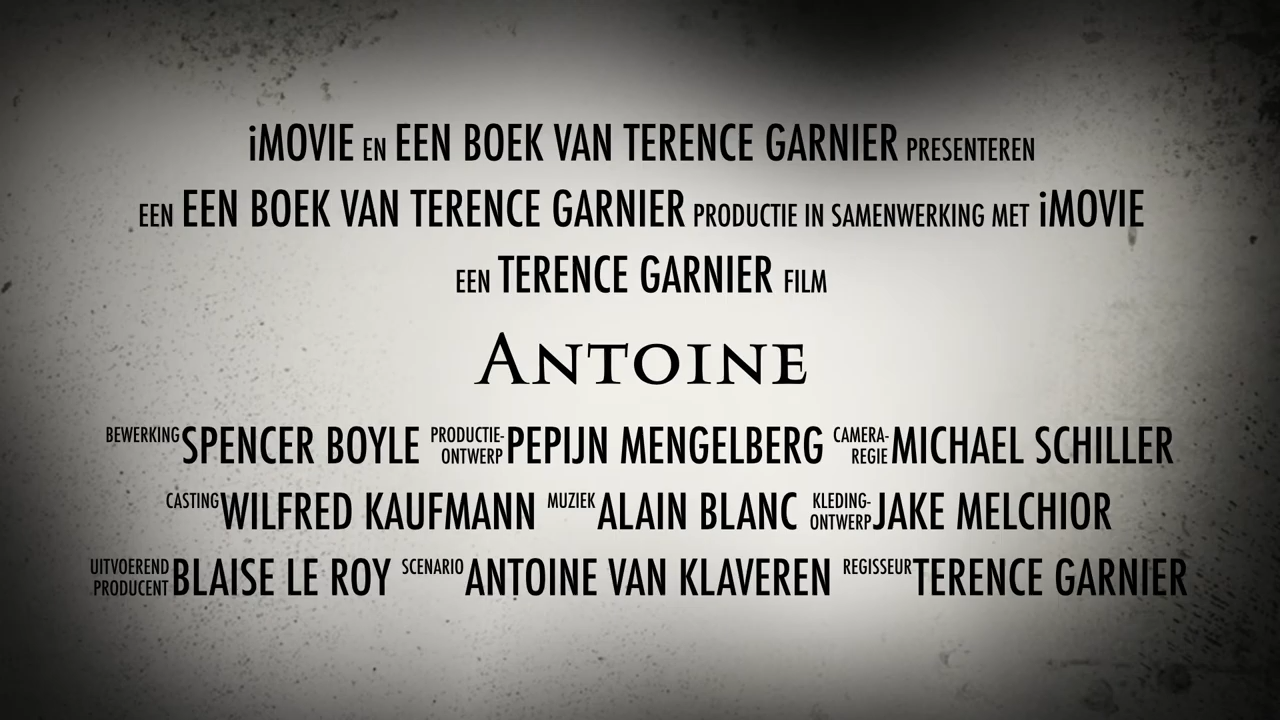 iMOVIE EN EEN BOEK VAN TERENCE GARNIER PRESENTEREN
EEN EEN BOEK VAN TERENCE GARNIER PRODUCTIE IN SAMENWERKING MET iMOVIE
EEN TERENCE GARNIER FILM
ANTOINE
BEWERKING SPENCER BOYLE PRODUCTIE-ONTWERP PEPIJN MENGELBERG CAMERA-REGIE MICHAEL SCHILLER
CASTING WILFRED KAUFMANN MUZIEK ALAIN BLANC KLEDING-ONTWERP JAKE MELCHIOR
UITVOEREND PRODUCENT BLAISE LE ROY SCENARIO ANTOINE VAN KLAVEREN REGISSEUR TERENCE GARNIER